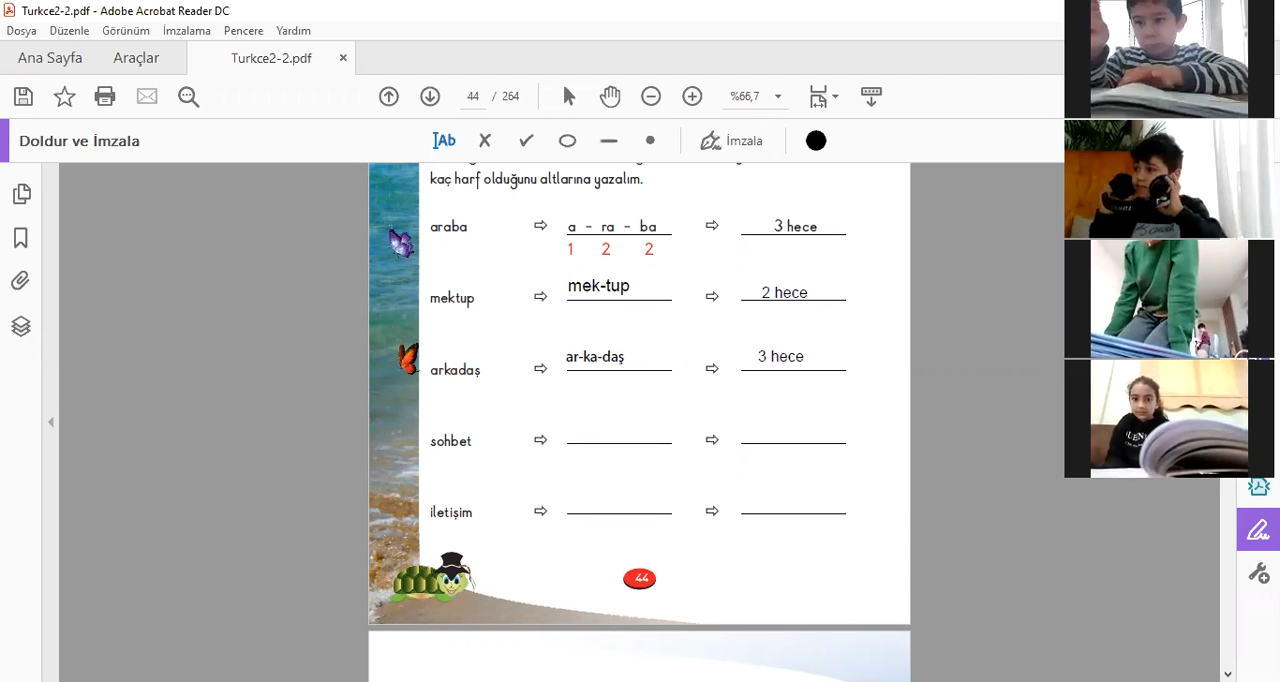 Turkce2-2.pdf - Adobe Acrobat Reader DC
Dosya Düzenle Görünüm İmzalama Pencere Yardım
Ana Sayfa Araçlar Turkce2-2.pdf ×
44 / 264 %66,7
Doldur ve İmzala IAb İmzala
kaç harf olduğunu altlarına yazalım.
araba ⇨ a - ra - ba ⇨ 3 hece
1 2 2
mektup ⇨ mek-tup ⇨ 2 hece
arkadaş ⇨ ar-ka-daş ⇨ 3 hece
sohbet ⇨ ⇨
iletişim ⇨ ⇨
44